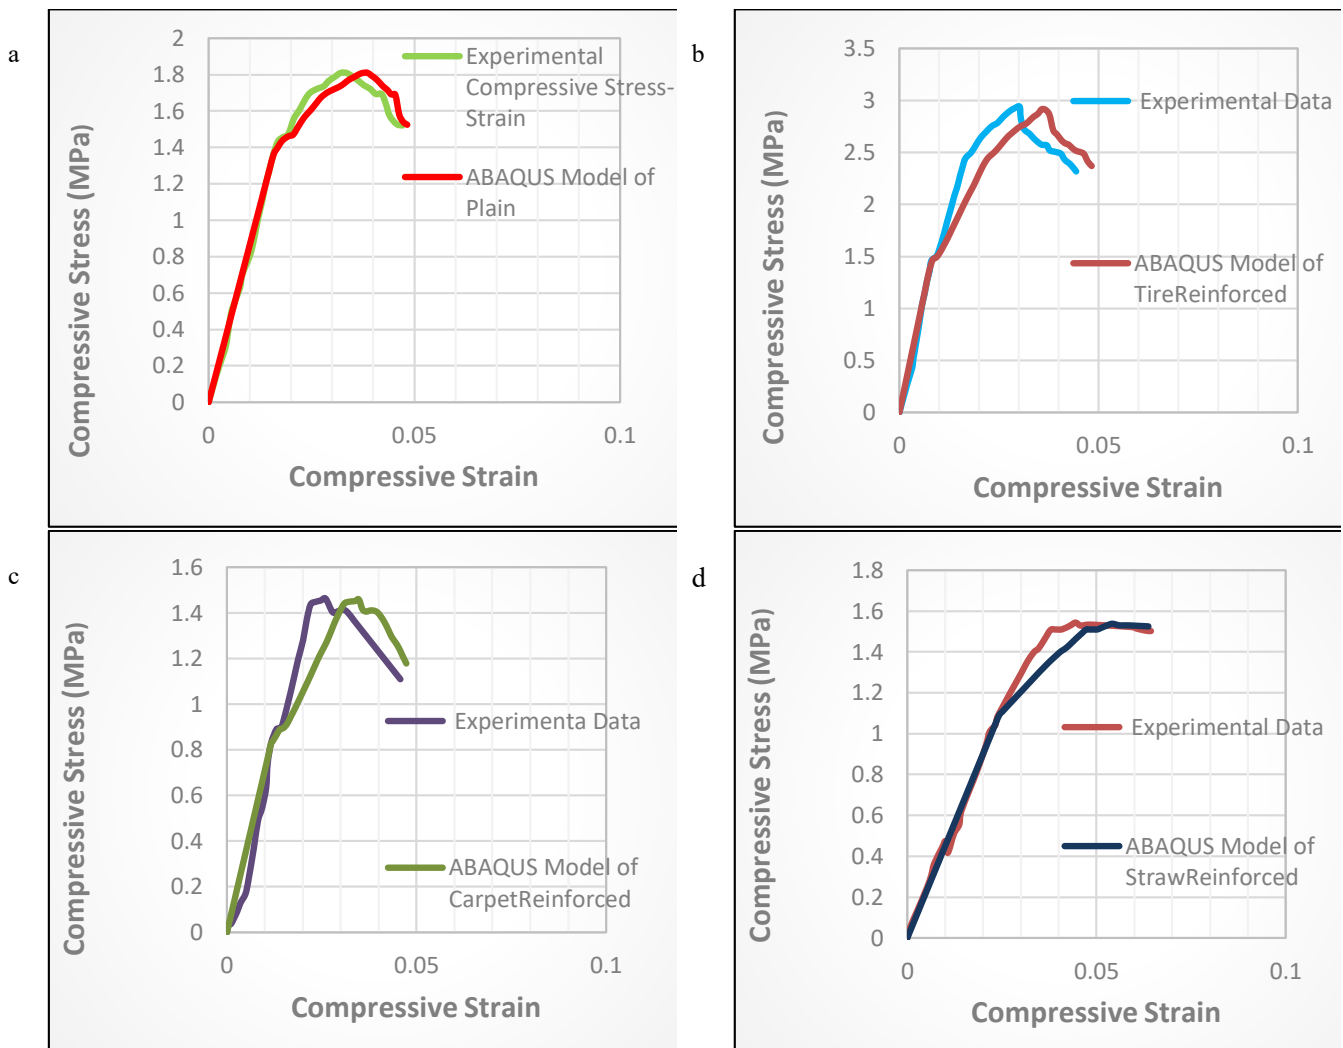 a
2
1.8
1.6
1.4
1.2
1
0.8
0.6
0.4
0.2
0
0
0.05
0.1
Compressive Stress (MPa)
Compressive Strain
Experimental
Compressive Stress-
Strain
ABAQUS Model of
Plain
b
3.5
3
2.5
2
1.5
1
0.5
0
0
0.05
0.1
Compressive Stress (MPa)
Compressive Strain
Experimental Data
ABAQUS Model of
TireReinforced
c
1.6
1.4
1.2
1
0.8
0.6
0.4
0.2
0
0
0.05
0.1
Compressive Stress (MPa)
Compressive Strain
Experimenta Data
ABAQUS Model of
CarpetReinforced
d
1.8
1.6
1.4
1.2
1
0.8
0.6
0.4
0.2
0
0
0.05
0.1
Compressive Stress (MPa)
Compressive Strain
Experimental Data
ABAQUS Model of
StrawReinforced